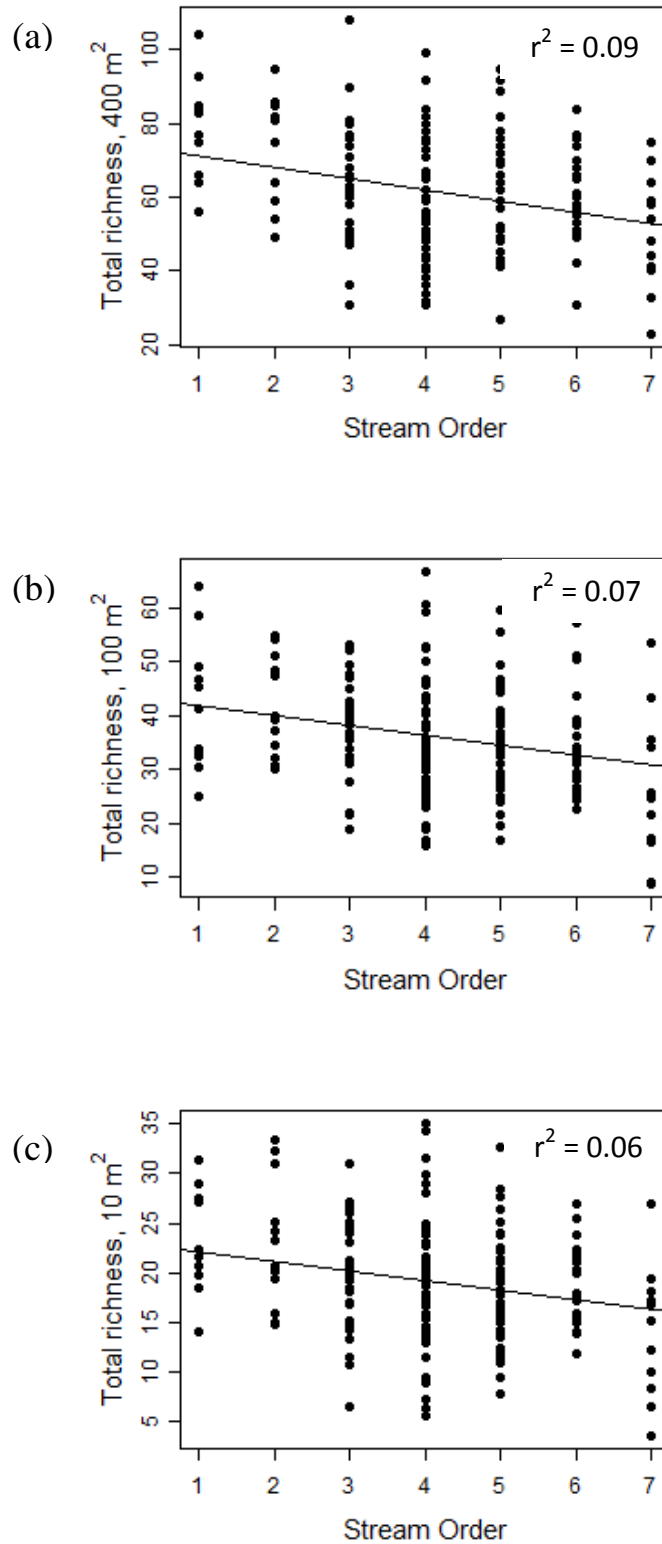 (a)
r² = 0.09
Total richness, 400 m²
100
80
60
40
20
1 2 3 4 5 6 7
Stream Order
(b)
r² = 0.07
Total richness, 100 m²
60
50
40
30
20
10
1 2 3 4 5 6 7
Stream Order
(c)
r² = 0.06
Total richness, 10 m²
35
30
25
20
15
10
5
1 2 3 4 5 6 7
Stream Order